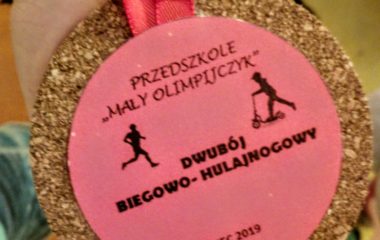 PRZEDSZKOLE
„MAŁY OLIMPIJCZYK”
DWUBÓJ
BIEGOWO- HULAJNOGOWY
2019